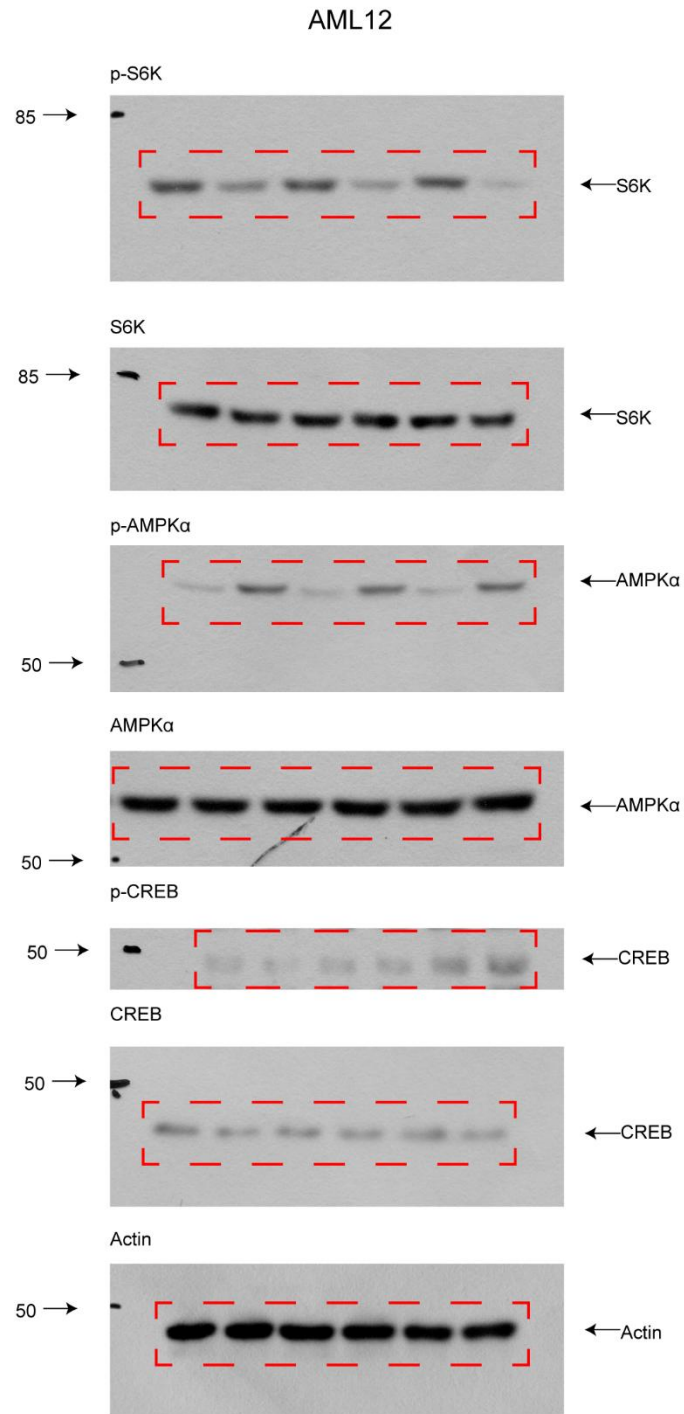 AML12
p-S6K
85 →
←S6K
S6K
85 →
←S6K
p-AMPKα
←AMPKα
50 →
AMPKα
←AMPKα
50 →
p-CREB
50 →
←CREB
CREB
50 →
←CREB
Actin
50 →
←Actin